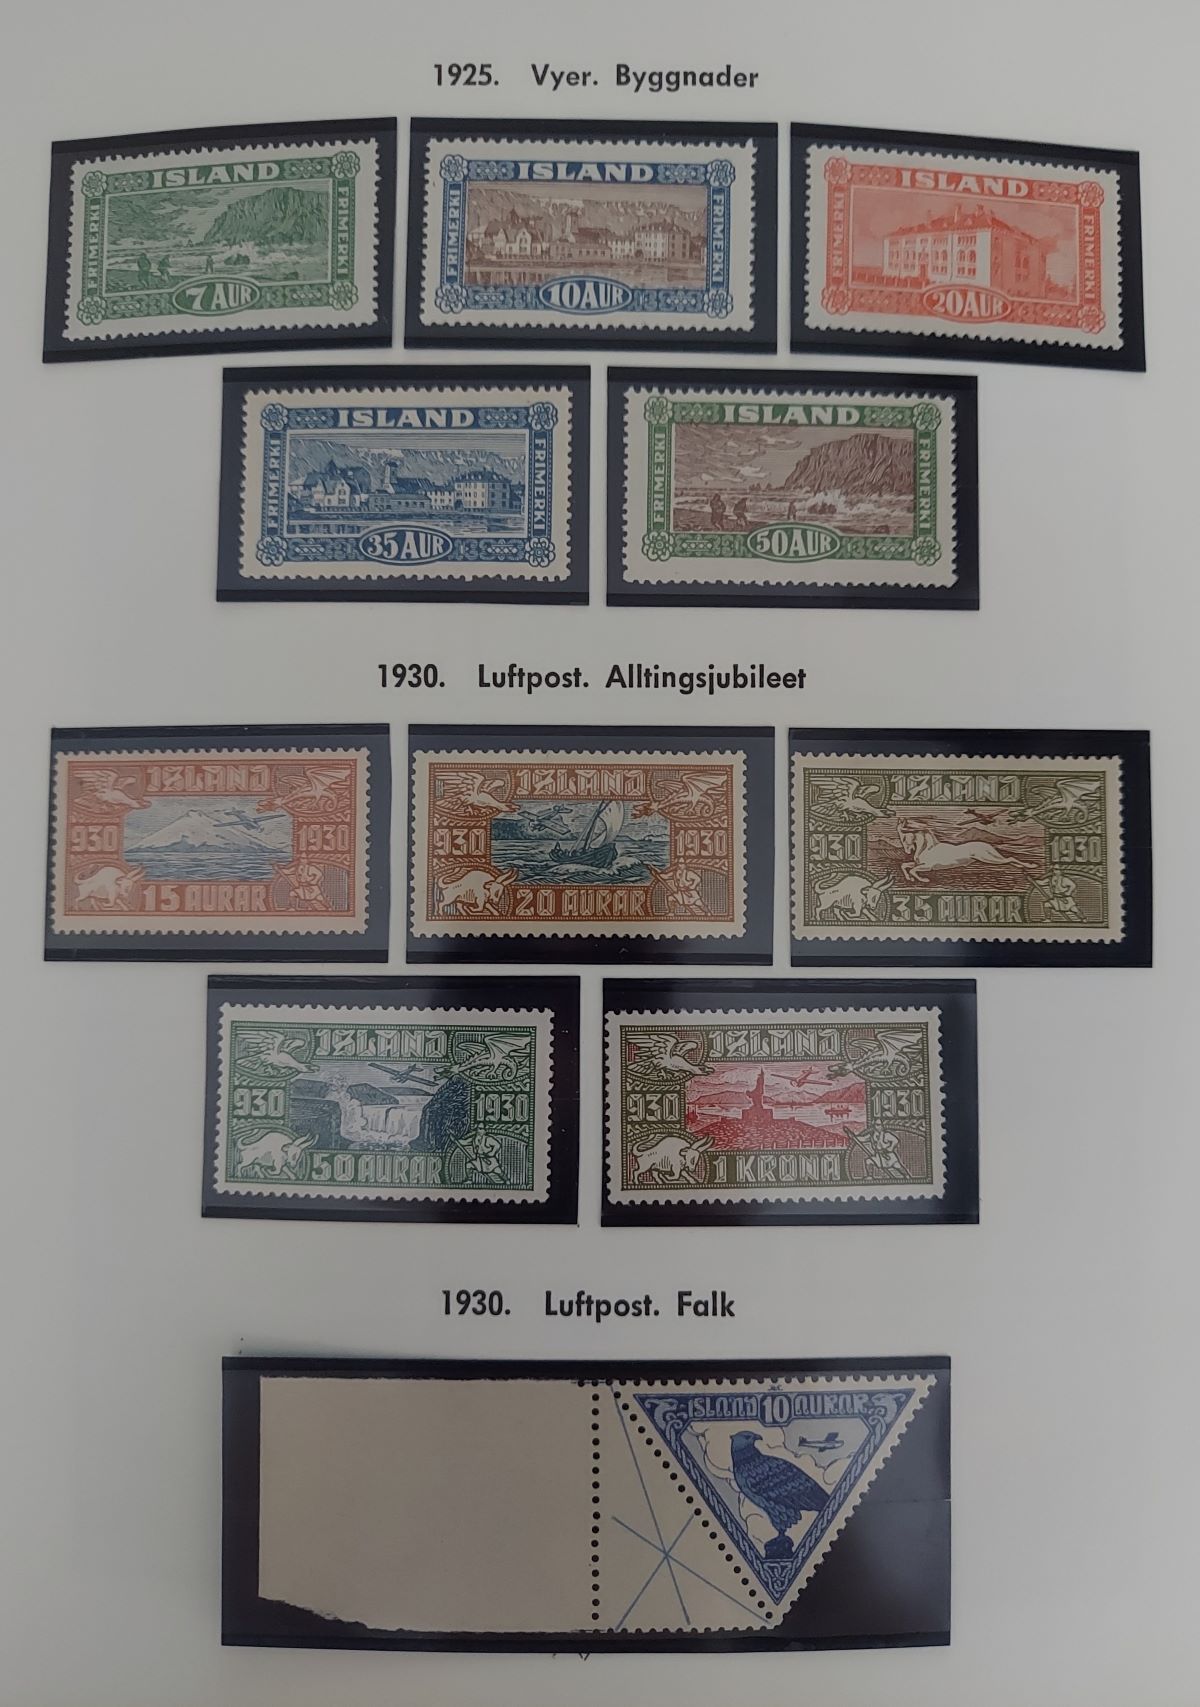 1925. Vyer. Byggnader
ISLAND
FRIMERKI
FRIMERKI
7 AUR
ISLAND
FRIMERKI
FRIMERKI
10 AUR
ISLAND
FRIMERKI
FRIMERKI
20 AUR
ISLAND
FRIMERKI
FRIMERKI
35 AUR
ISLAND
FRIMERKI
FRIMERKI
50 AUR
1930. Luftpost. Alltingsjubileet
ISLAND
930 1930
15 AURAR
ISLAND
930 1930
20 AURAR
ISLAND
930 1930
35 AURAR
ISLAND
930 1930
50 AURAR
ISLAND
930 1930
1 KRÓNA
1930. Luftpost. Falk
ISLAND 10 AURAR